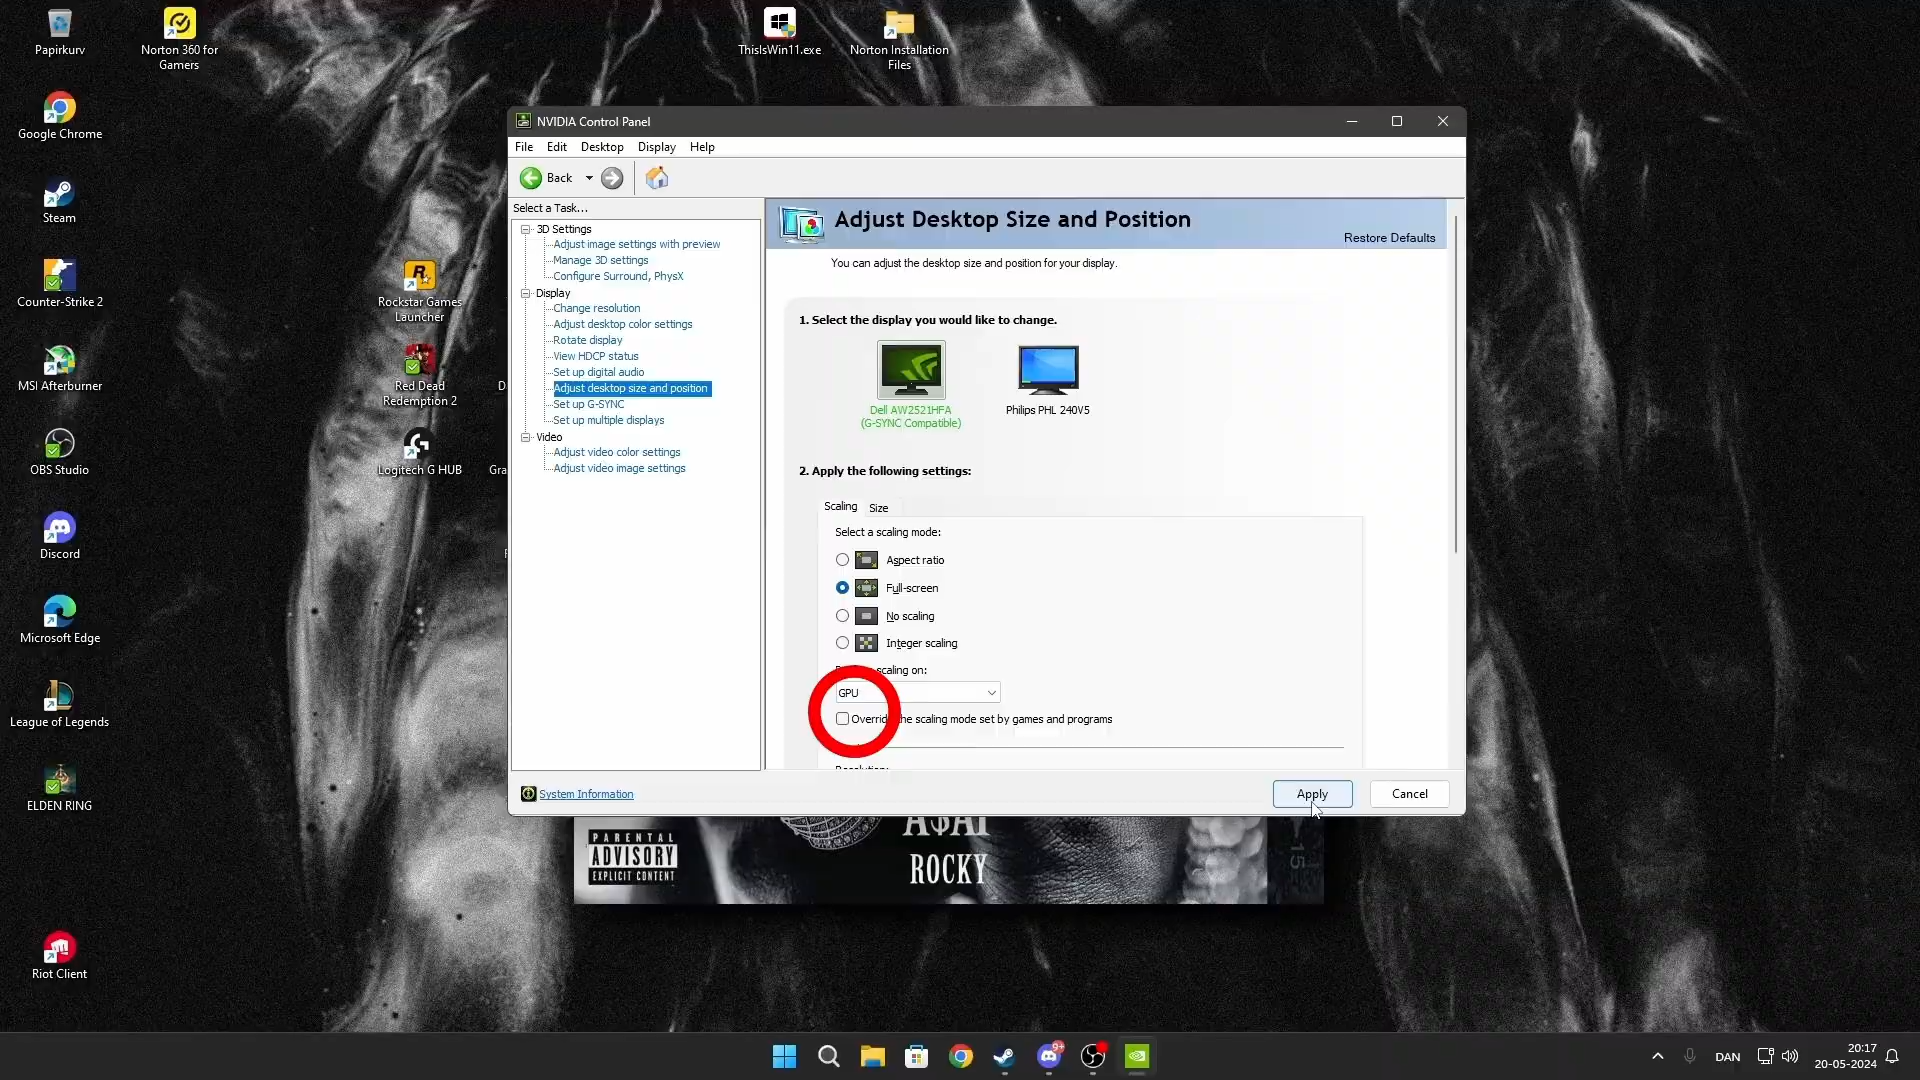 Papirkurv
Norton 360 for
Gamers
ThisIsWin11.exe
Norton Installation
Files
Google Chrome
Steam
Counter-Strike 2
MSI Afterburner
OBS Studio
Discord
Microsoft Edge
League of Legends
ELDEN RING
Riot Client
Rockstar Games
Launcher
Red Dead
Redemption 2
Logitech G HUB
NVIDIA Control Panel
File Edit Desktop Display Help
Back
Select a Task...
3D Settings
Adjust image settings with preview
Manage 3D settings
Configure Surround, PhysX
Display
Change resolution
Adjust desktop color settings
Rotate display
View HDCP status
Set up digital audio
Adjust desktop size and position
Set up G-SYNC
Set up multiple displays
Video
Adjust video color settings
Adjust video image settings
System Information
Adjust Desktop Size and Position
Restore Defaults
You can adjust the desktop size and position for your display.
1. Select the display you would like to change.
Dell AW2521HFA
(G-SYNC Compatible)
Philips PHL 240V5
2. Apply the following settings:
Scaling Size
Select a scaling mode:
Aspect ratio
Full-screen
No scaling
Integer scaling
scaling on:
GPU
Override the scaling mode set by games and programs
Apply
Cancel
PARENTAL
ADVISORY
EXPLICIT CONTENT
A$AP
ROCKY
15
9+
DAN
20:17
20-05-2024